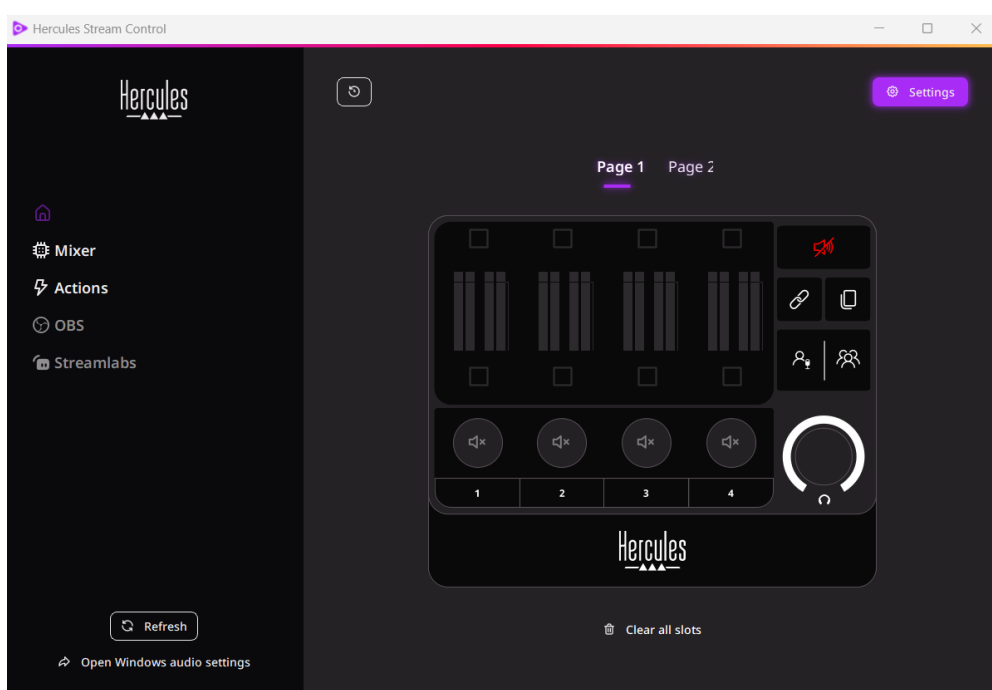 Hercules Stream Control
Hercules
Settings
Page 1 Page 2
Mixer
Actions
OBS
Streamlabs
1 2 3 4
Hercules
Refresh
Clear all slots
Open Windows audio settings